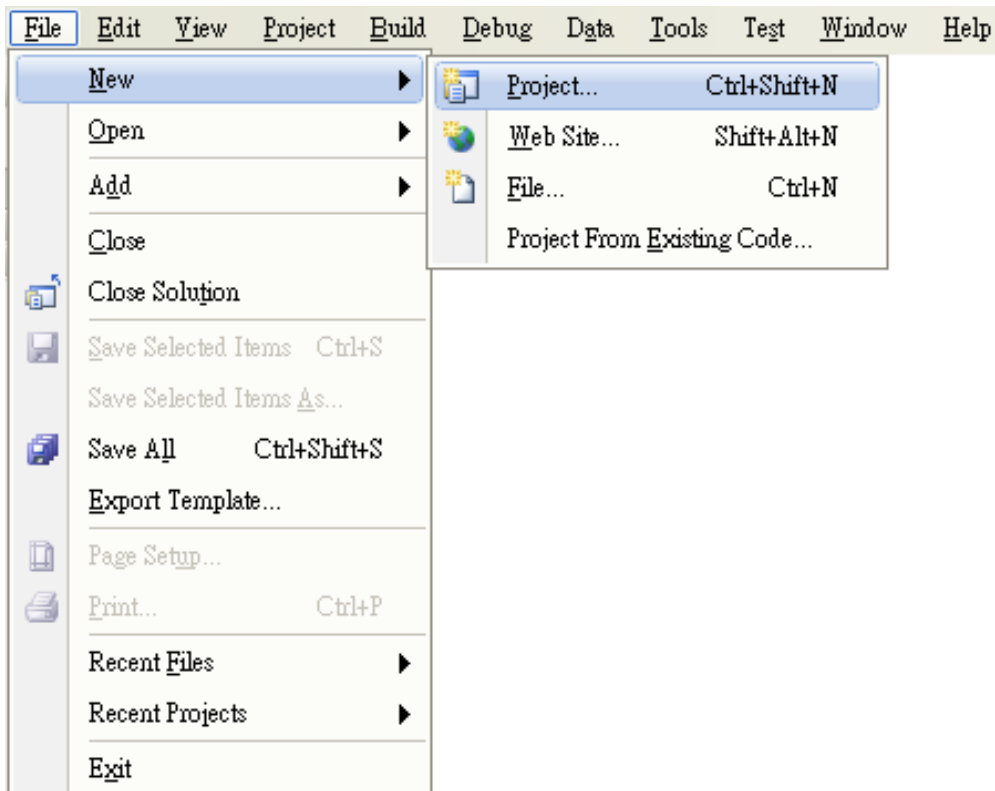 File Edit View Project Build Debug Data Tools Test Window Help
New
Open
Add
Close
Close Solution
Save Selected Items Ctrl+S
Save Selected Items As...
Save All Ctrl+Shift+S
Export Template...
Page Setup...
Print... Ctrl+P
Recent Files
Recent Projects
Exit
Project... Ctrl+Shift+N
Web Site... Shift+Alt+N
File... Ctrl+N
Project From Existing Code...